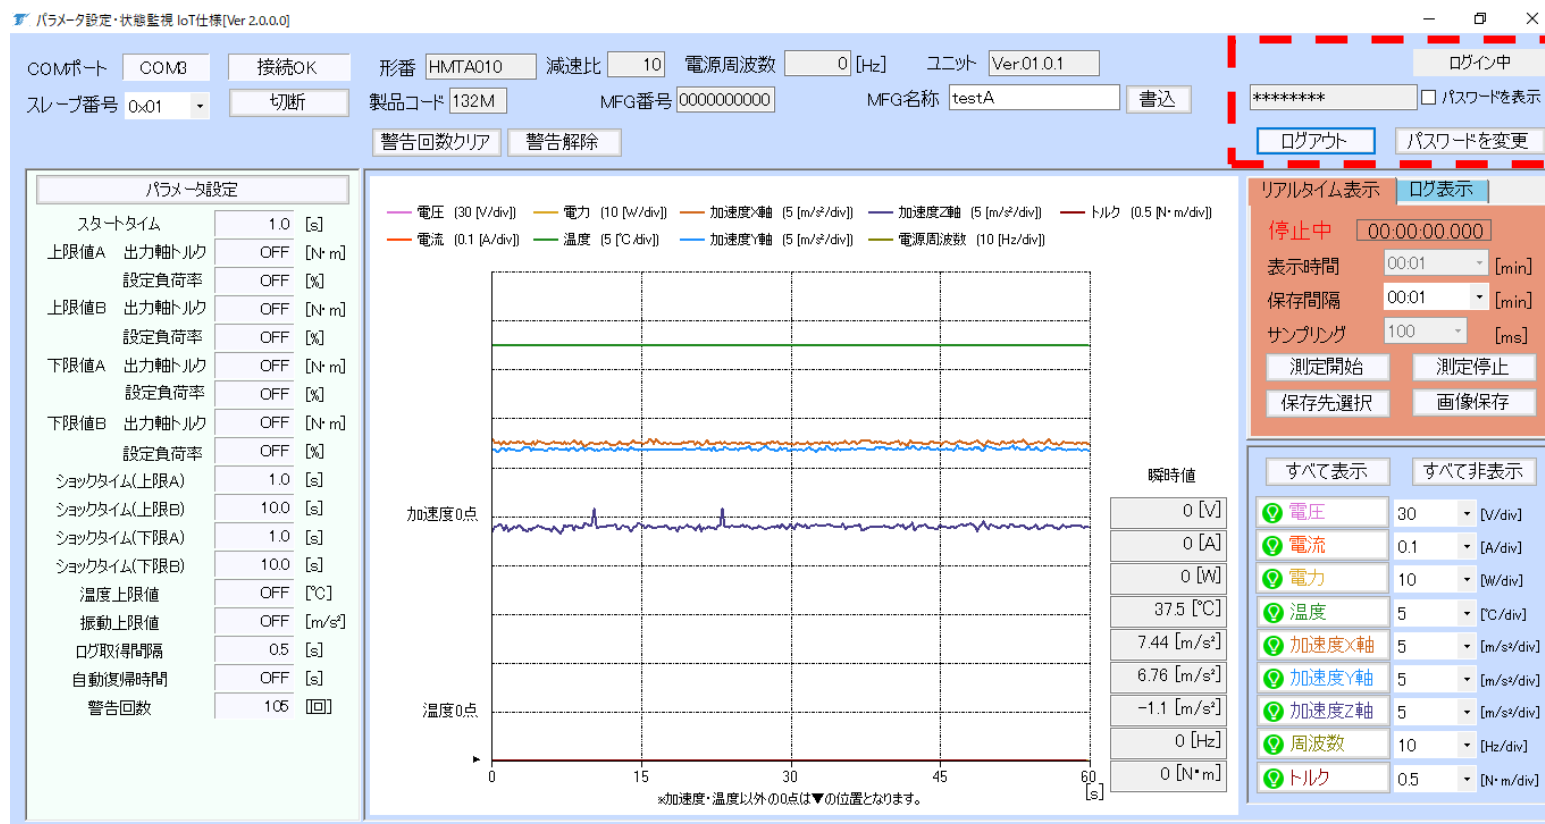 パラメータ設定・状態監視 IoT仕様[Ver 2.0.0.0]
COMポート COM3 接続OK 形番 HMTA010 減速比 10 電源周波数 0 [Hz] ユニット Ver.01.0.1 ログイン中
スレーブ番号 0x01 切断 製品コード 132M MFG番号 0000000000 MFG名称 testA 書込 ******** パスワードを表示
警告回数クリア 警告解除 ログアウト パスワードを変更
パラメータ設定
スタートタイム 1.0 [s]
上限値A 出力軸トルク OFF [N・m]
設定負荷率 OFF [%]
上限値B 出力軸トルク OFF [N・m]
設定負荷率 OFF [%]
下限値A 出力軸トルク OFF [N・m]
設定負荷率 OFF [%]
下限値B 出力軸トルク OFF [N・m]
設定負荷率 OFF [%]
ショックタイム(上限A) 1.0 [s]
ショックタイム(上限B) 10.0 [s]
ショックタイム(下限A) 1.0 [s]
ショックタイム(下限B) 10.0 [s]
温度上限値 OFF [℃]
振動上限値 OFF [m/s²]
ログ取得間隔 0.5 [s]
自動復帰時間 OFF [s]
警告回数 105 [回]
電圧 (30 [V/div]) 電力 (10 [W/div]) 加速度X軸 (5 [m/s²/div]) 加速度Z軸 (5 [m/s²/div]) トルク (0.5 [N・m/div])
電流 (0.1 [A/div]) 温度 (5 [℃/div]) 加速度Y軸 (5 [m/s²/div]) 電源周波数 (10 [Hz/div])
加速度0点
温度0点
0 15 30 45 60
[s]
※加速度・温度以外の0点は▼の位置となります。
瞬時値
0 [V]
0 [A]
0 [W]
37.5 [℃]
7.44 [m/s²]
6.76 [m/s²]
-1.1 [m/s²]
0 [Hz]
0 [N・m]
リアルタイム表示 ログ表示
停止中 00:00:00.000
表示時間 00:01 [min]
保存間隔 00:01 [min]
サンプリング 100 [ms]
測定開始 測定停止
保存先選択 画像保存
すべて表示 すべて非表示
電圧 30 [V/div]
電流 0.1 [A/div]
電力 10 [W/div]
温度 5 [℃/div]
加速度X軸 5 [m/s²/div]
加速度Y軸 5 [m/s²/div]
加速度Z軸 5 [m/s²/div]
周波数 10 [Hz/div]
トルク 0.5 [N・m/div]